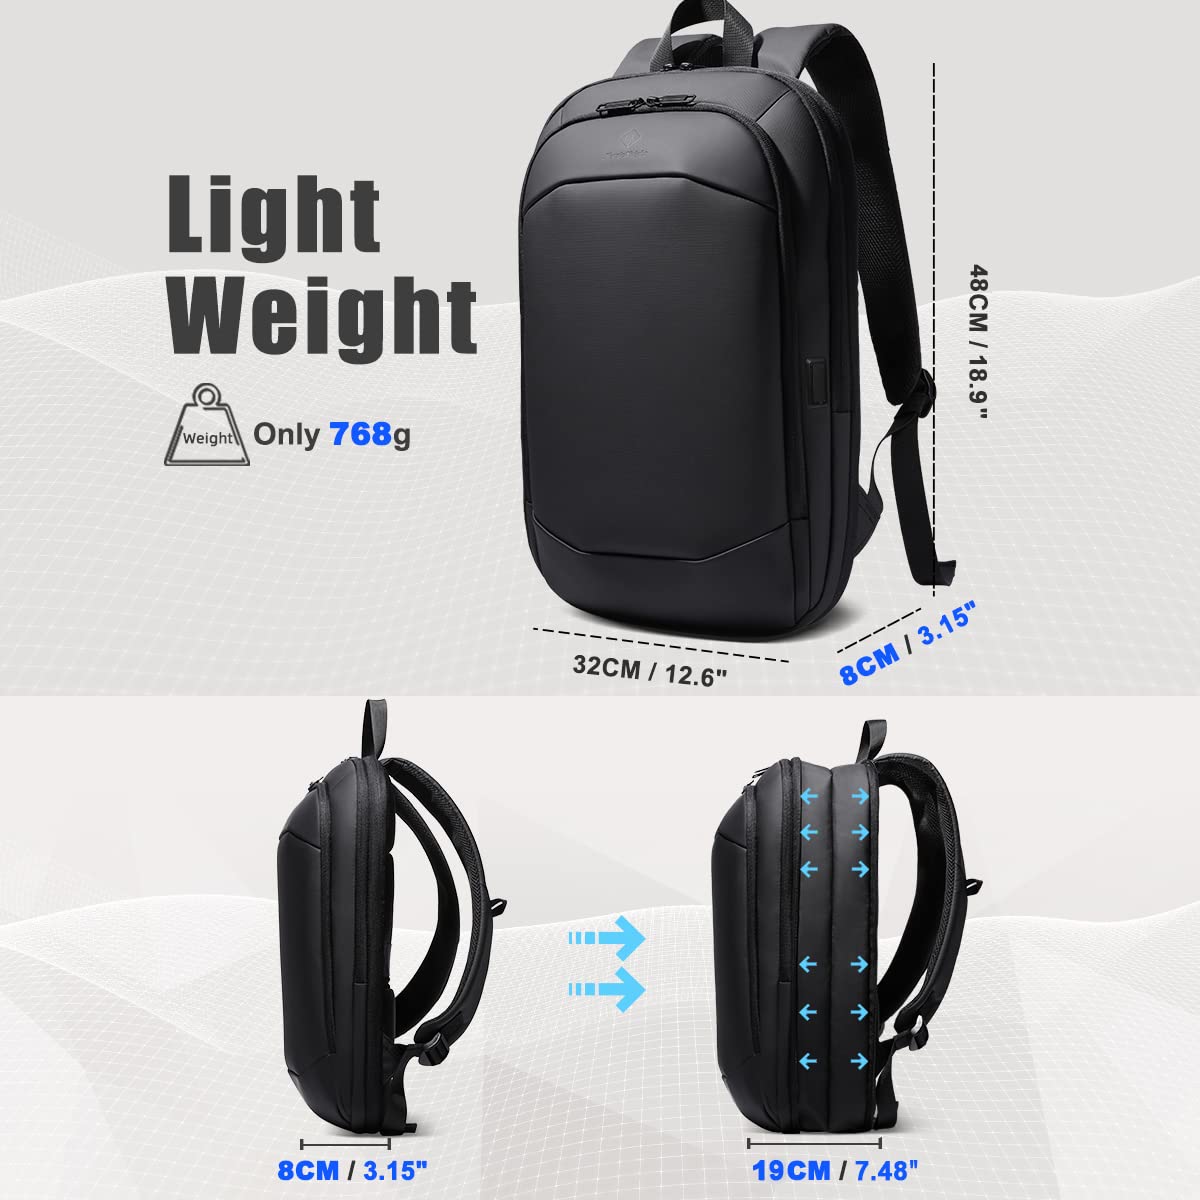 Light
Weight
Weight
Only 768g
48CM / 18.9"
8CM / 3.15"
32CM / 12.6"
8CM / 3.15"
19CM / 7.48"